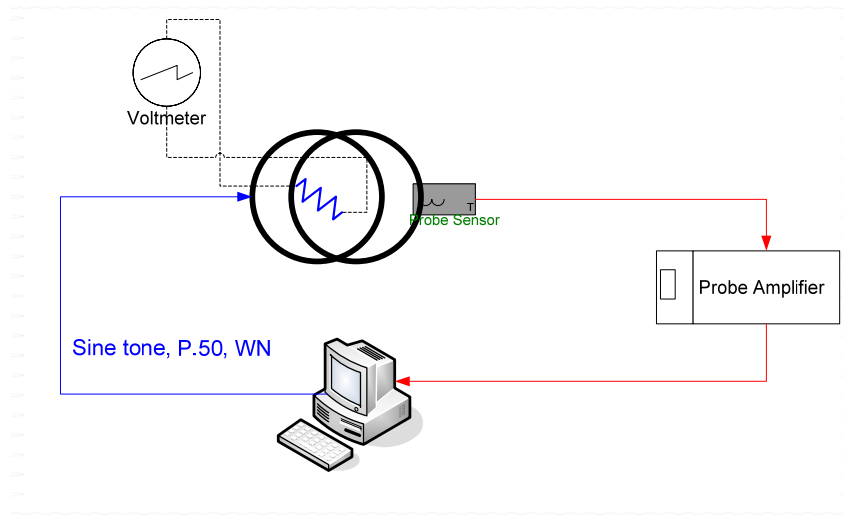 Voltmeter
T
Probe Sensor
Probe Amplifier
Sine tone, P.50, WN